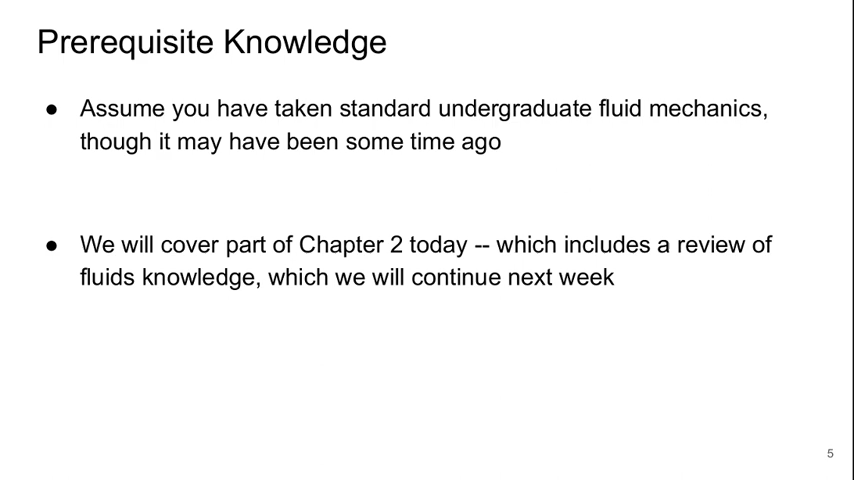 Prerequisite Knowledge
● Assume you have taken standard undergraduate fluid mechanics,
though it may have been some time ago
● We will cover part of Chapter 2 today -- which includes a review of
fluids knowledge, which we will continue next week
5